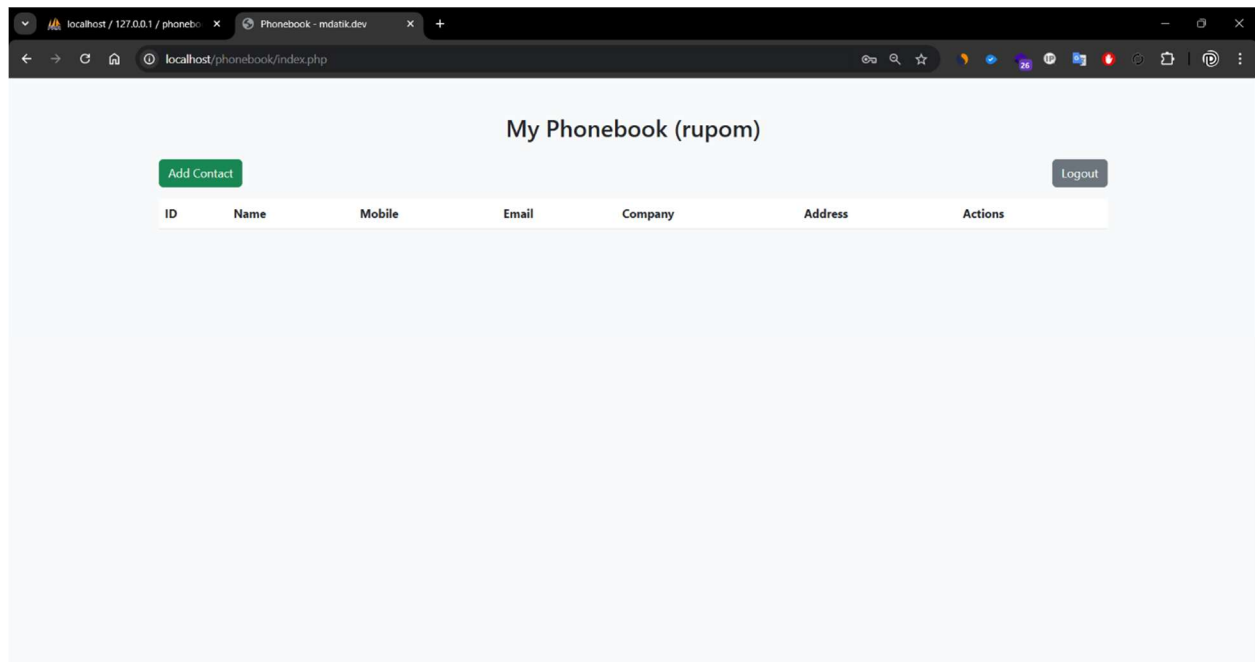 localhost / 127.0.0.1 / phonebo
Phonebook - mdatik.dev
localhost/phonebook/index.php
26
My Phonebook (rupom)
Add Contact
Logout
ID Name Mobile Email Company Address Actions